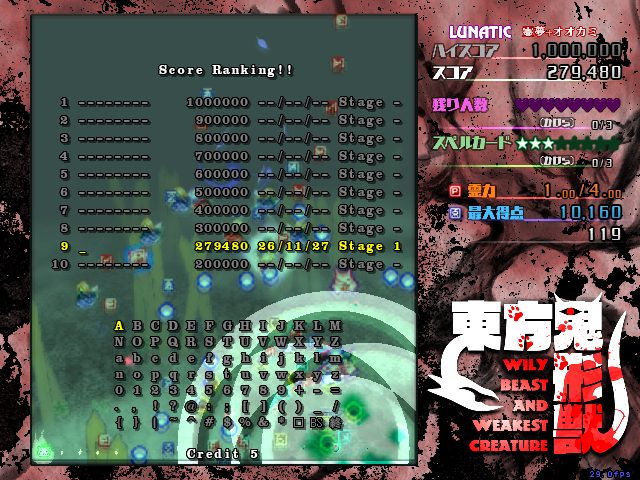 Score Ranking!!
1 -------- 1000000 --/--/-- Stage -
2 -------- 900000 --/--/-- Stage -
3 -------- 800000 --/--/-- Stage -
4 -------- 700000 --/--/-- Stage -
5 -------- 600000 --/--/-- Stage -
6 -------- 500000 --/--/-- Stage -
7 -------- 400000 --/--/-- Stage -
8 -------- 300000 --/--/-- Stage -
9 _ 279480 26/11/27 Stage 1
10 -------- 200000 --/--/-- Stage -
A B C D E F G H I J K L M
N O P Q R S T U V W X Y Z
a b c d e f g h i j k l m
n o p q r s t u v w x y z
0 1 2 3 4 5 6 7 8 9 + - =
. , ! ? @ : ; [ ] ( ) _ /
{ } | ~ ^ # $ % & * □ BS 終
Credit 5
LUNATIC 霊夢+オオカミ
ハイスコア 1,000,000
スコア 279,480
残り人数
(かけら) 0/3
スペルカード ★★★★★★★★★
(かけら) 0/3
P 霊力 1.00/4.00
最大得点 10,160
119
東方鬼形獣
WILY
BEAST
AND
WEAKEST
CREATURE
29.0fps